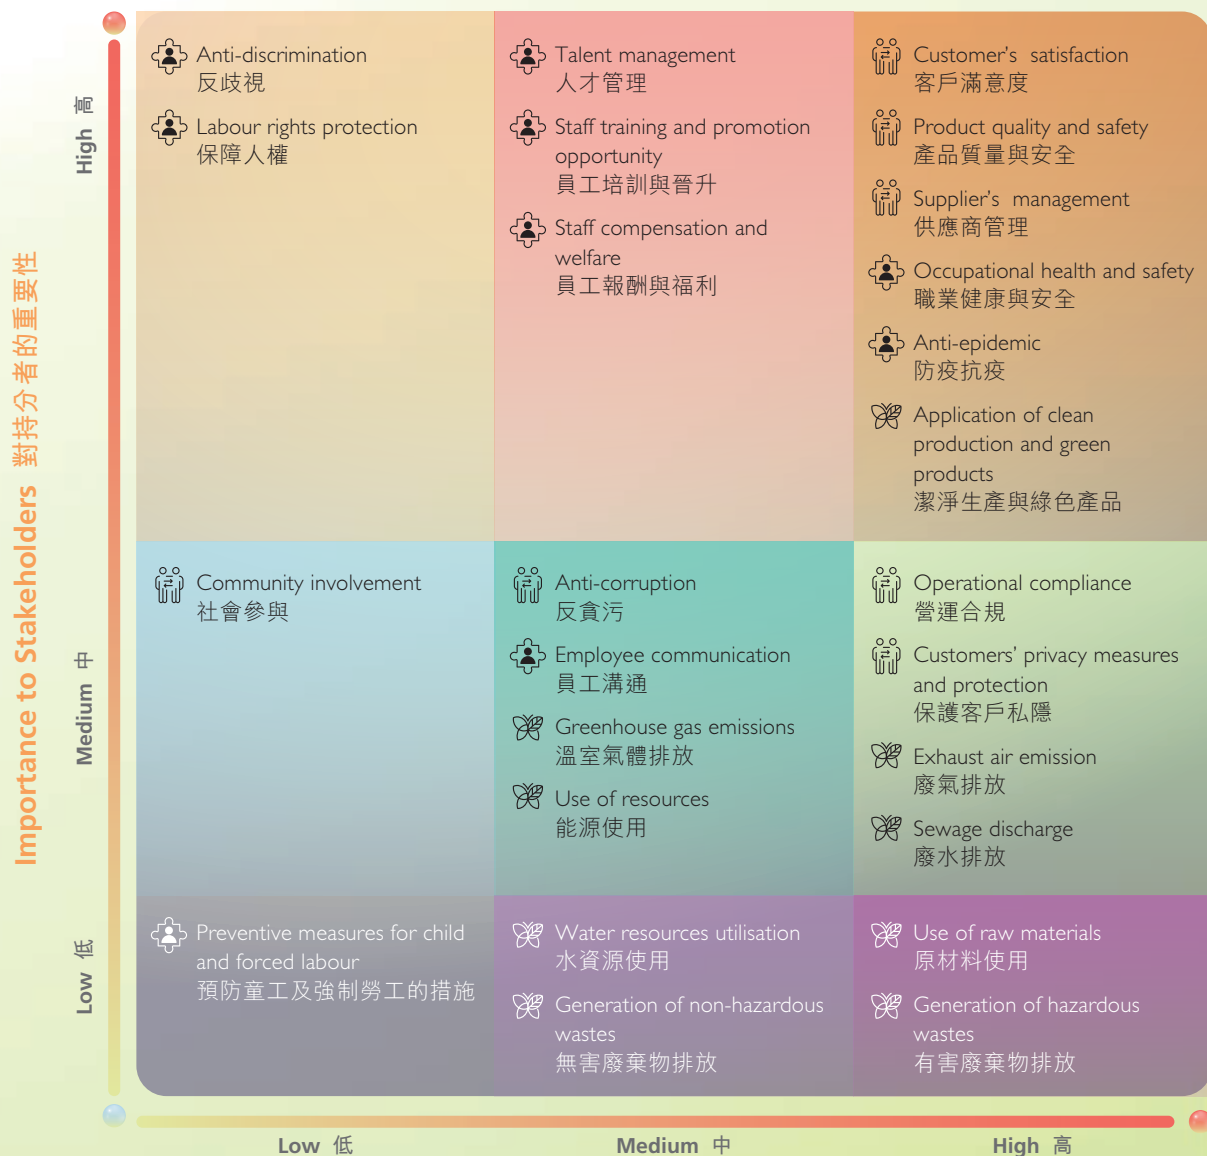 Importance to Stakeholders 對持分者的重要性
High 高
Medium 中
Low 低
Anti-discrimination
反歧視
Labour rights protection
保障人權
Talent management
人才管理
Staff training and promotion
opportunity
員工培訓與晉升
Staff compensation and
welfare
員工報酬與福利
Customer's satisfaction
客戶滿意度
Product quality and safety
產品質量與安全
Supplier's management
供應商管理
Occupational health and safety
職業健康與安全
Anti-epidemic
防疫抗疫
Application of clean
production and green
products
潔淨生產與綠色產品
Community involvement
社會參與
Anti-corruption
反貪污
Employee communication
員工溝通
Greenhouse gas emissions
溫室氣體排放
Use of resources
能源使用
Operational compliance
營運合規
Customers' privacy measures
and protection
保護客戶私隱
Exhaust air emission
廢氣排放
Sewage discharge
廢水排放
Preventive measures for child
and forced labour
預防童工及強制勞工的措施
Water resources utilisation
水資源使用
Generation of non-hazardous
wastes
無害廢棄物排放
Use of raw materials
原材料使用
Generation of hazardous
wastes
有害廢棄物排放
Low 低
Medium 中
High 高